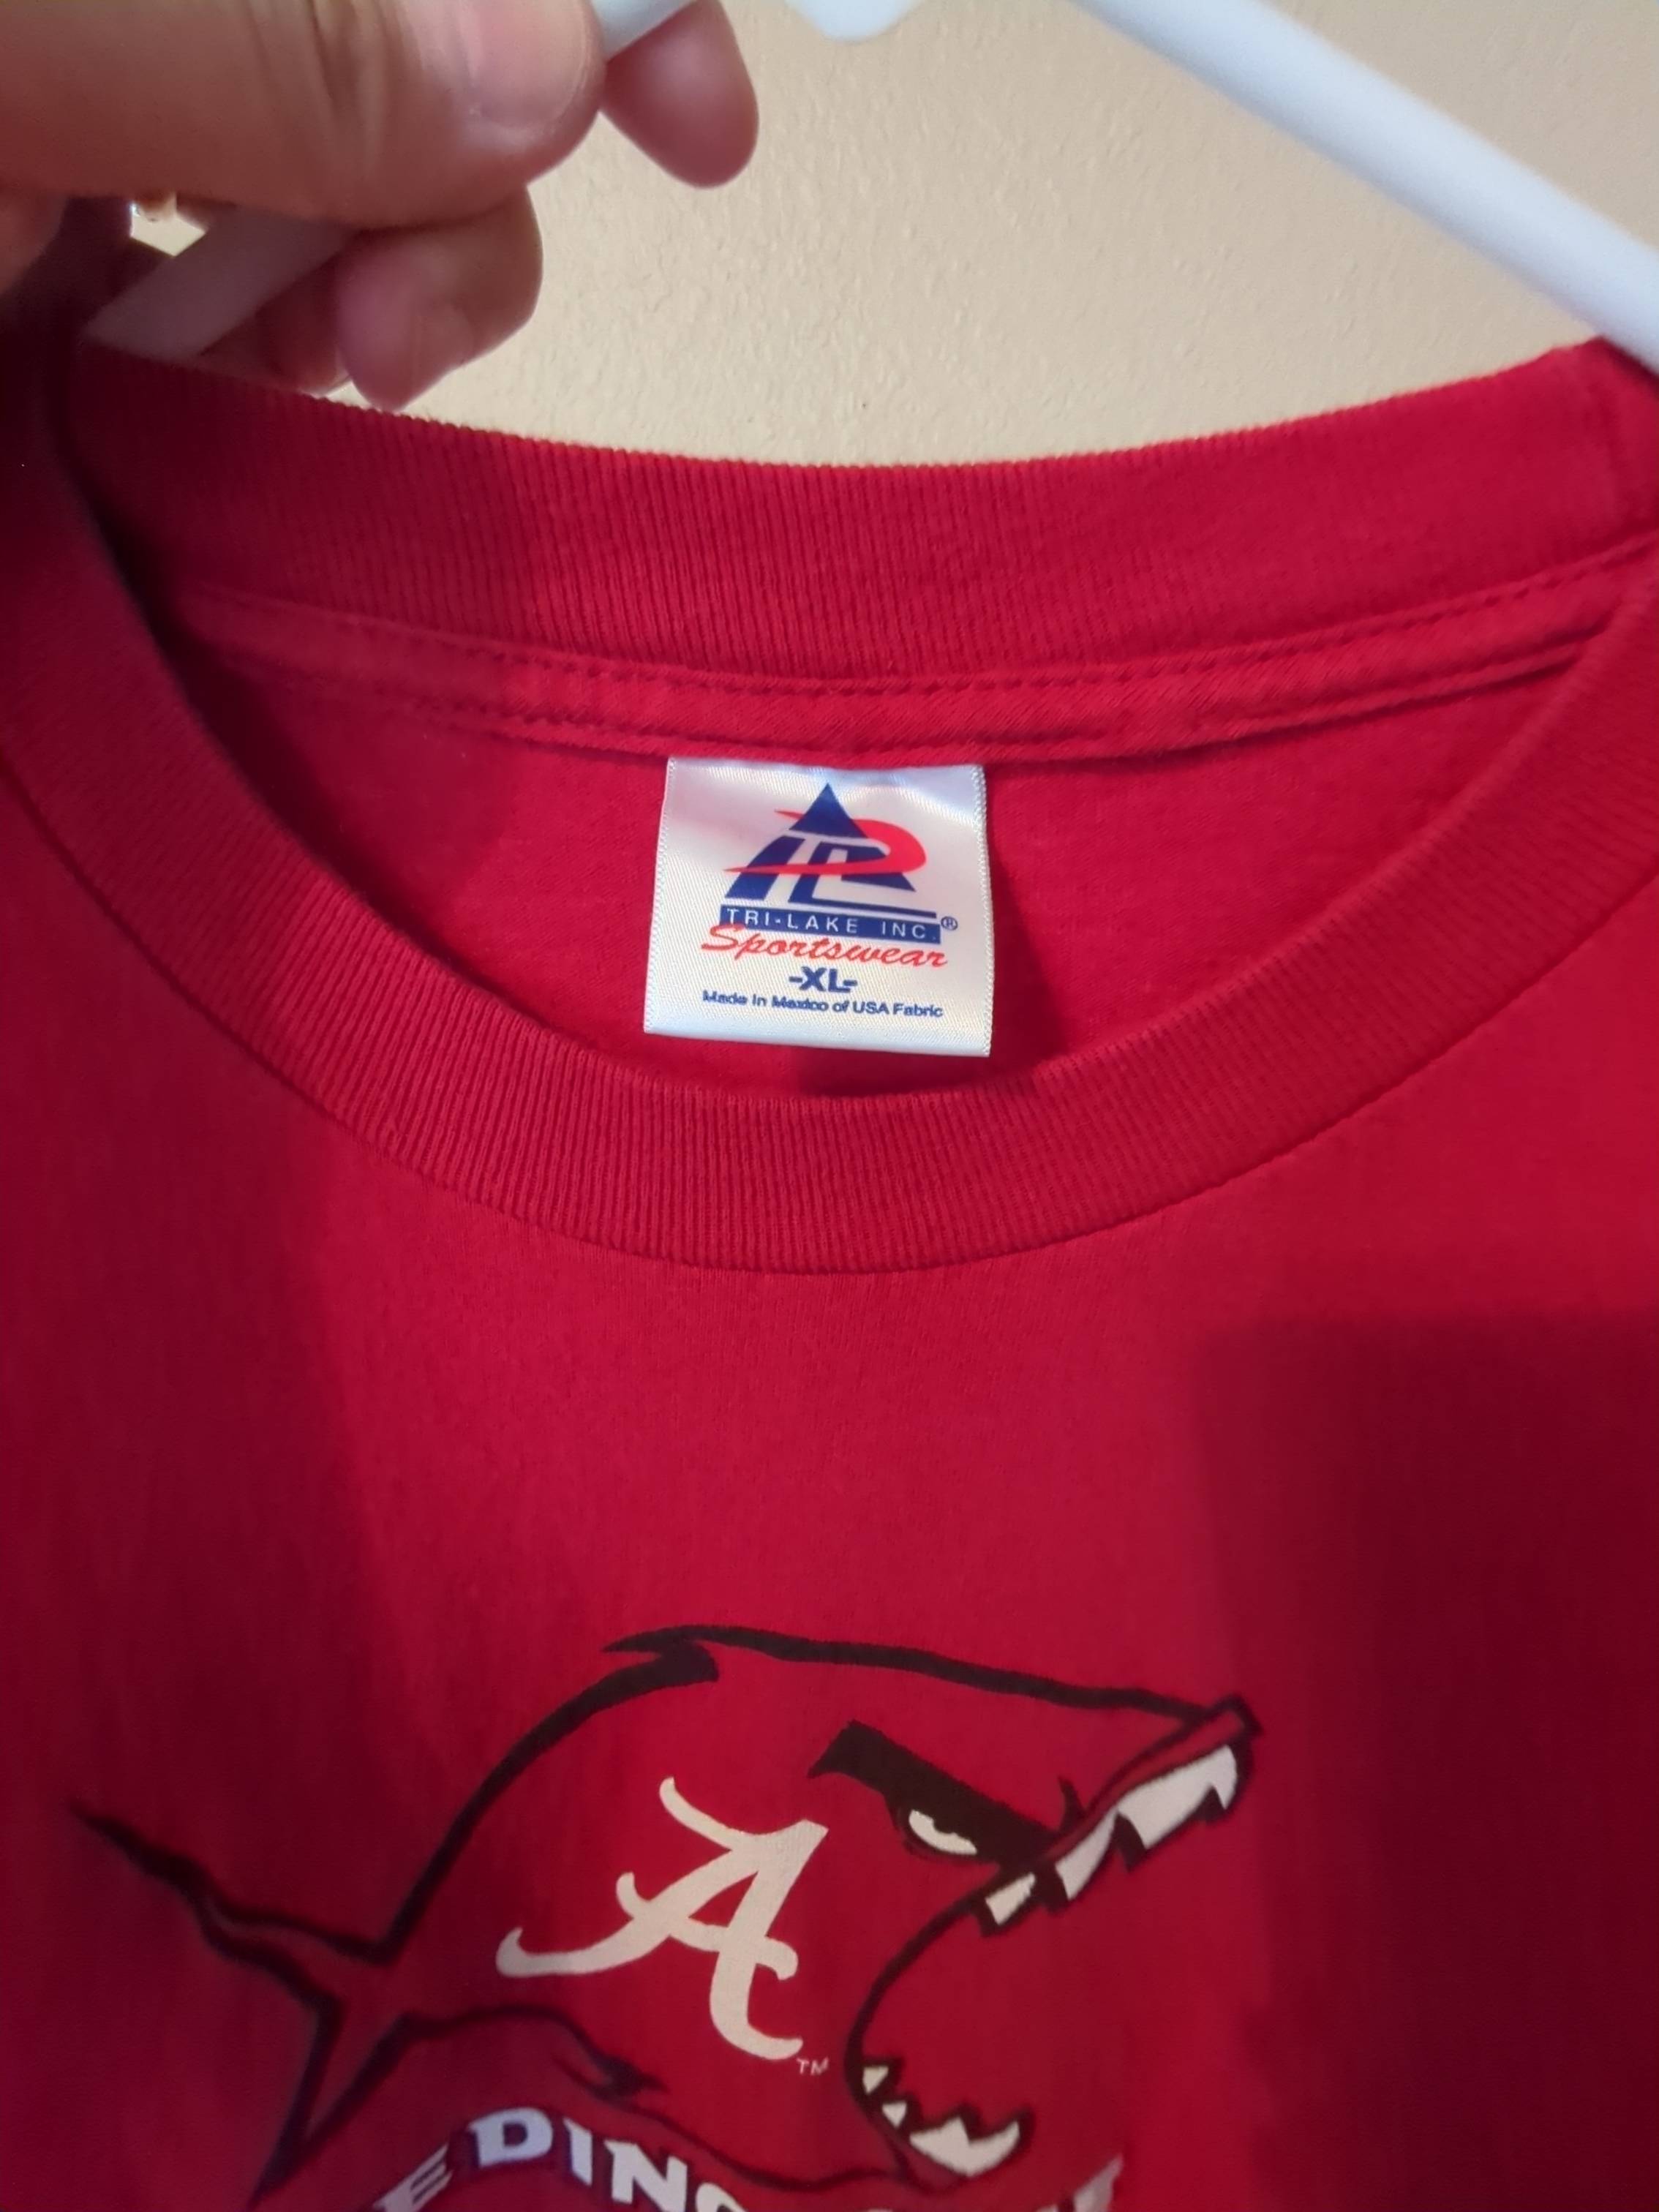 TRI-LAKE INC.®
Sportswear
-XL-
Made in Mexico of USA Fabric
A
TM